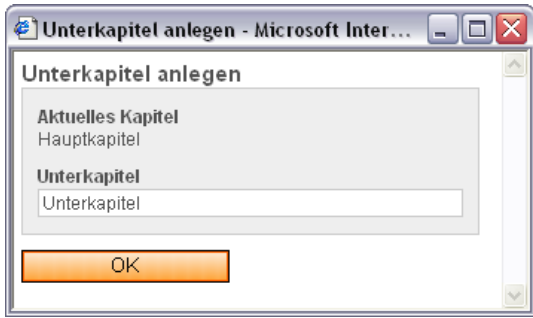 Unterkapitel anlegen - Microsoft Inter...
Unterkapitel anlegen
Aktuelles Kapitel
Hauptkapitel
Unterkapitel
Unterkapitel
OK